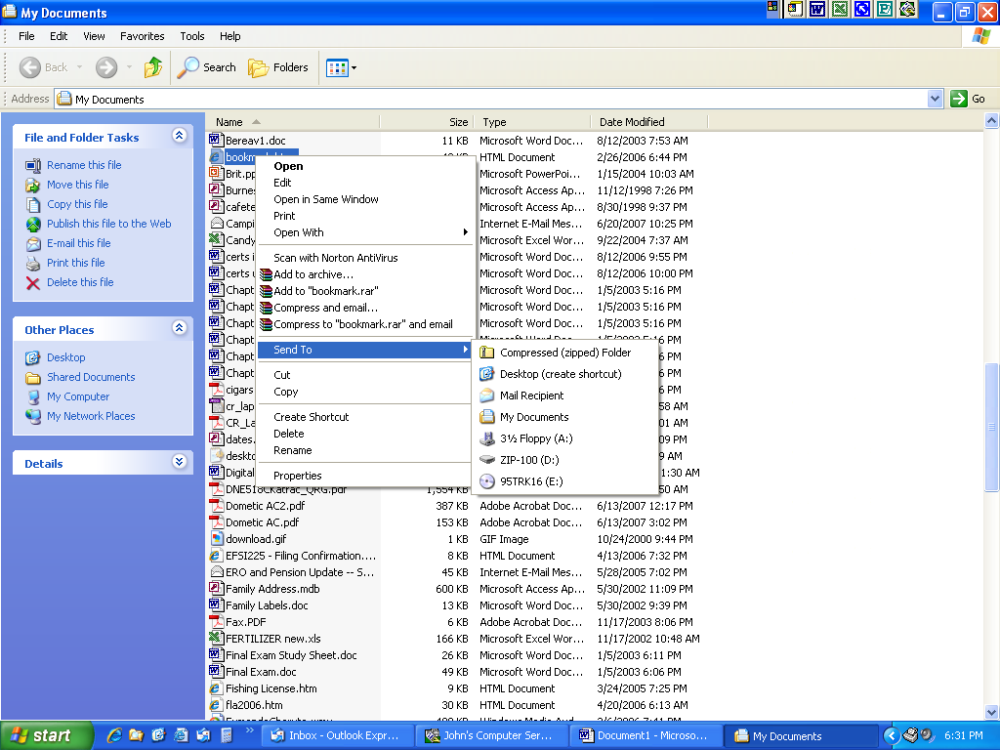 My Documents
File Edit View Favorites Tools Help
Back Search Folders
Address My Documents Go
File and Folder Tasks
Rename this file
Move this file
Copy this file
Publish this file to the Web
E-mail this file
Print this file
Delete this file
Other Places
Desktop
Shared Documents
My Computer
My Network Places
Details
Name Size Type Date Modified
Bereav1.doc 11 KB Microsoft Word Doc... 8/12/2003 7:53 AM
HTML Document 2/26/2006 6:44 PM
Brit.pp Microsoft PowerPoi... 1/15/2004 10:03 AM
Burnes Microsoft Access Ap... 11/12/1998 7:26 PM
cafete Microsoft Access Ap... 8/30/1998 9:37 PM
Campi Internet E-Mail Mes... 6/20/2007 10:25 PM
Candy Microsoft Excel Wor... 9/22/2004 7:37 AM
certs i Microsoft Word Doc... 8/12/2006 9:55 PM
certs u Microsoft Word Doc... 8/12/2006 10:00 PM
Chapt Microsoft Word Doc... 1/5/2003 5:16 PM
Chapt Microsoft Word Doc... 1/5/2003 5:16 PM
Chapt Microsoft Word Doc... 1/5/2003 5:16 PM
Chapt
Chapt PM
Chapt PM
cigars PM
cr_lap 58 AM
CR_La 01 AM
dates. PM
deskto 9 AM
Digital 1:30 AM
DNE518CKatrac_QRG.pdf 1,554 KB 50 AM
Dometic AC2.pdf 387 KB Adobe Acrobat Doc... 6/13/2007 12:17 PM
Dometic AC.pdf 153 KB Adobe Acrobat Doc... 6/13/2007 3:02 PM
download.gif 1 KB GIF Image 10/24/2000 9:44 PM
EFSI225 - Filing Confirmation.... 8 KB HTML Document 4/13/2006 7:32 PM
ERO and Pension Update -- S... 45 KB Internet E-Mail Mes... 5/28/2005 7:02 PM
Family Address.mdb 600 KB Microsoft Access Ap... 5/30/2002 11:09 PM
Family Labels.doc 13 KB Microsoft Word Doc... 5/30/2002 9:39 PM
Fax.PDF 6 KB Adobe Acrobat Doc... 11/17/2003 8:06 PM
FERTILIZER new.xls 166 KB Microsoft Excel Wor... 11/17/2002 10:48 AM
Final Exam Study Sheet.doc 26 KB Microsoft Word Doc... 1/5/2003 6:11 PM
Final Exam.doc 49 KB Microsoft Word Doc... 1/5/2003 6:06 PM
Fishing License.htm 9 KB HTML Document 3/24/2005 7:25 PM
fla2006.htm 30 KB HTML Document 4/20/2006 6:13 AM
Open
Edit
Open in Same Window
Print
Open With
Scan with Norton AntiVirus
Add to archive...
Add to "bookmark.rar"
Compress and email...
Compress to "bookmark.rar" and email
Send To
Cut
Copy
Create Shortcut
Delete
Rename
Properties
Compressed (zipped) Folder
Desktop (create shortcut)
Mail Recipient
My Documents
3½ Floppy (A:)
ZIP-100 (D:)
95TRK16 (E:)
start Inbox - Outlook Expr... John's Computer Ser... Document1 - Microso... My Documents 6:31 PM